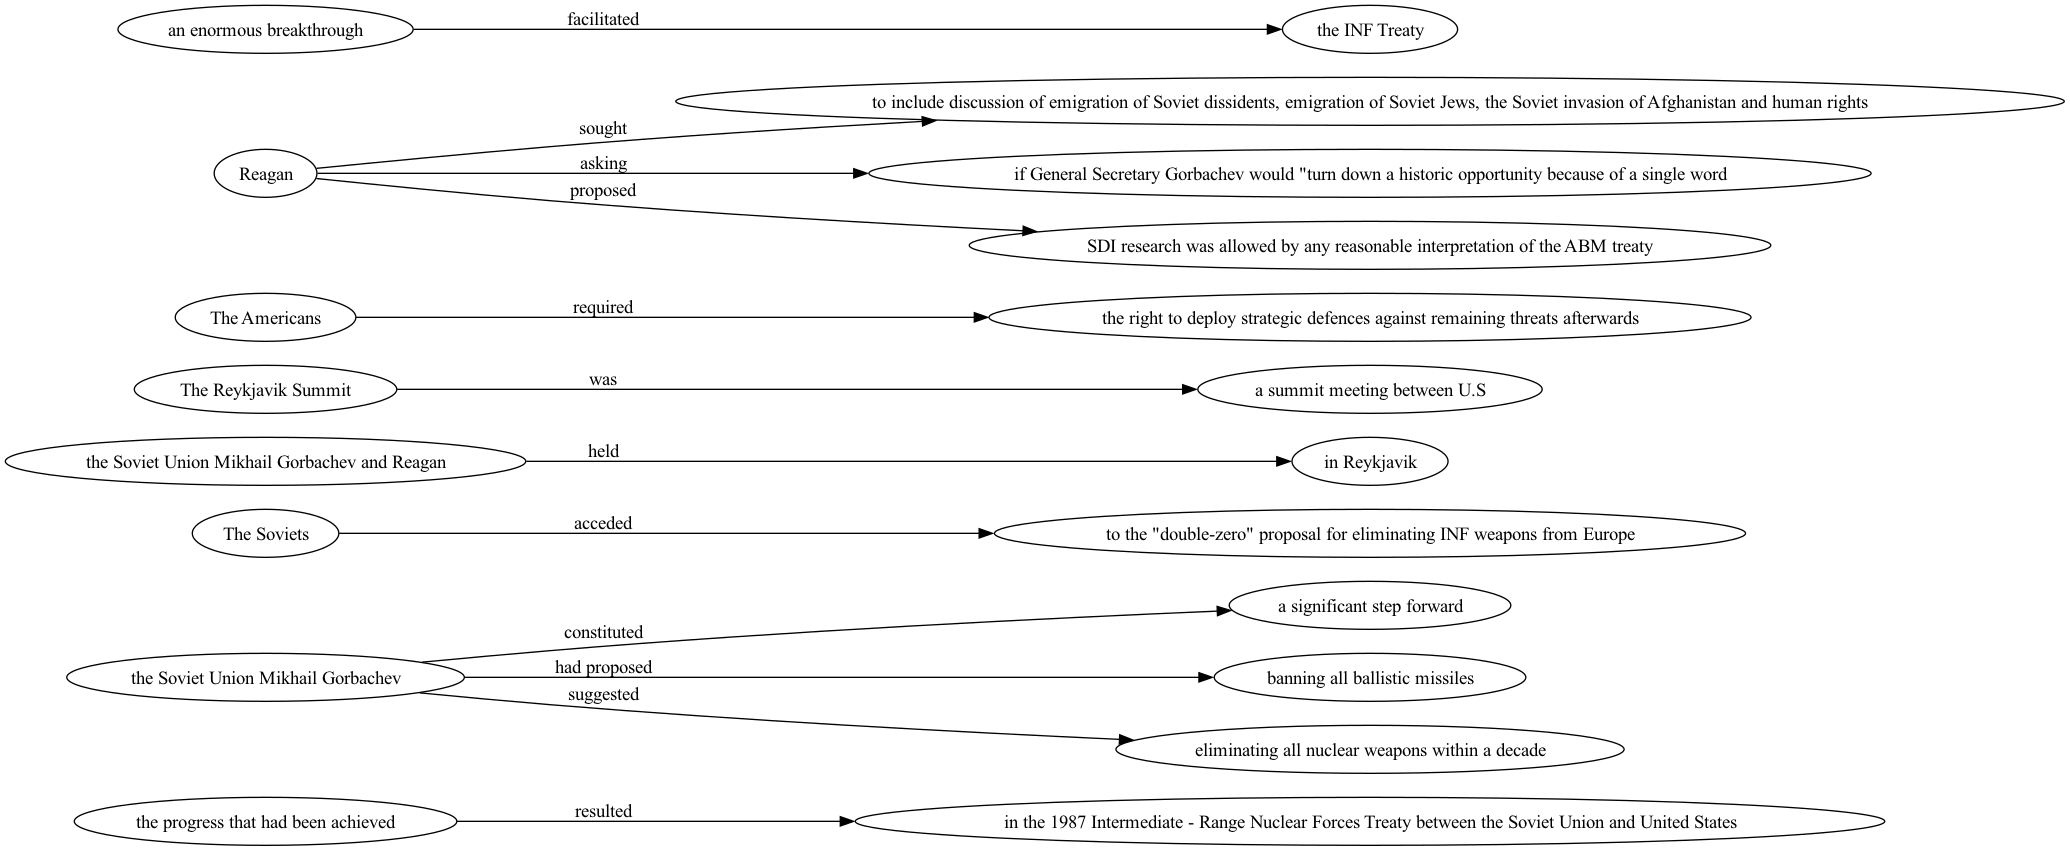 an enormous breakthrough
facilitated
the INF Treaty
Reagan
sought
to include discussion of emigration of Soviet dissidents, emigration of Soviet Jews, the Soviet invasion of Afghanistan and human rights
asking
if General Secretary Gorbachev would "turn down a historic opportunity because of a single word
proposed
SDI research was allowed by any reasonable interpretation of the ABM treaty
The Americans
required
the right to deploy strategic defences against remaining threats afterwards
The Reykjavik Summit
was
a summit meeting between U.S
the Soviet Union Mikhail Gorbachev and Reagan
held
in Reykjavik
The Soviets
acceded
to the "double-zero" proposal for eliminating INF weapons from Europe
the Soviet Union Mikhail Gorbachev
constituted
a significant step forward
had proposed
banning all ballistic missiles
suggested
eliminating all nuclear weapons within a decade
the progress that had been achieved
resulted
in the 1987 Intermediate - Range Nuclear Forces Treaty between the Soviet Union and United States